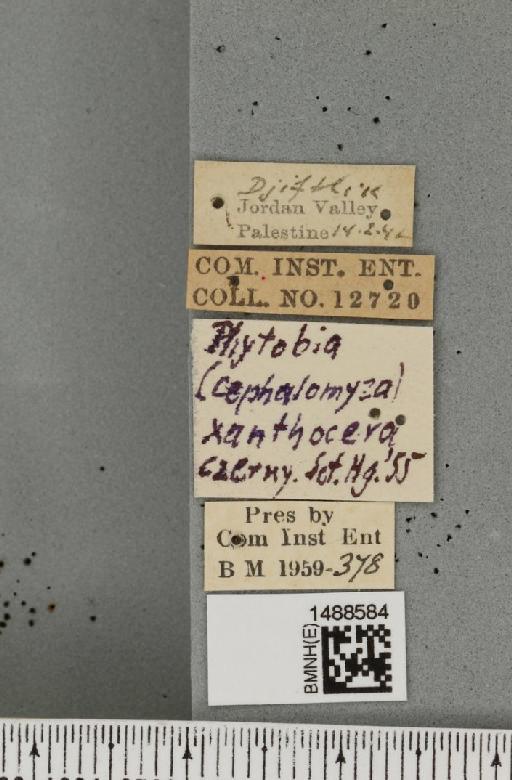 Djiftlik
Jordan Valley
Palestine 14.2.42
COM. INST. ENT.
COLL. NO. 12720
Phytobia
(cephalomyza)
xanthocera
czerny. det. Hg.'55
Pres by
Com Inst Ent
B M 1959-378
1488584
BMNH(E)